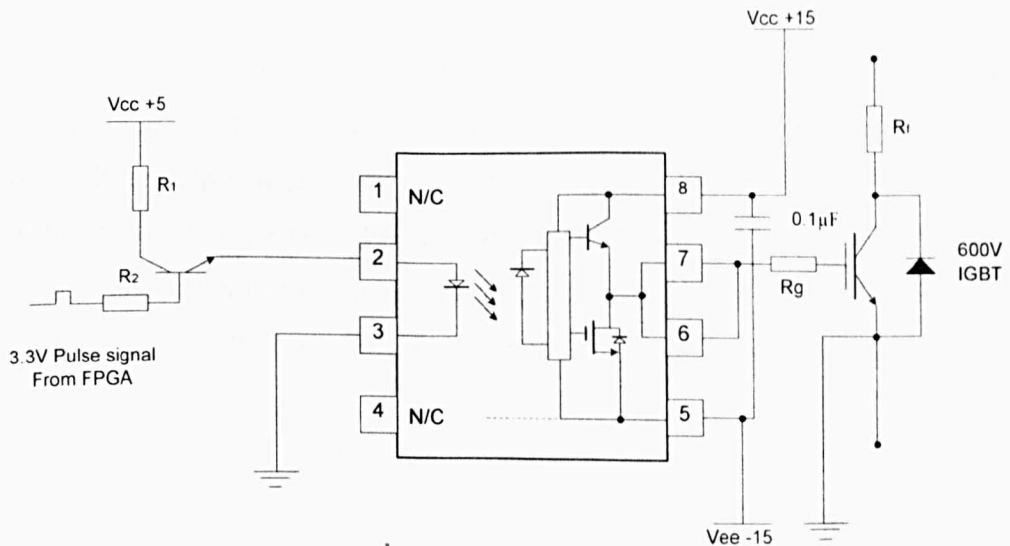 Vcc +15
Vcc +5
R1
R2
3.3V Pulse signal
From FPGA
1
N/C
2
3
4
N/C
8
7
6
5
0.1µF
Rg
Rf
600V
IGBT
Vee -15